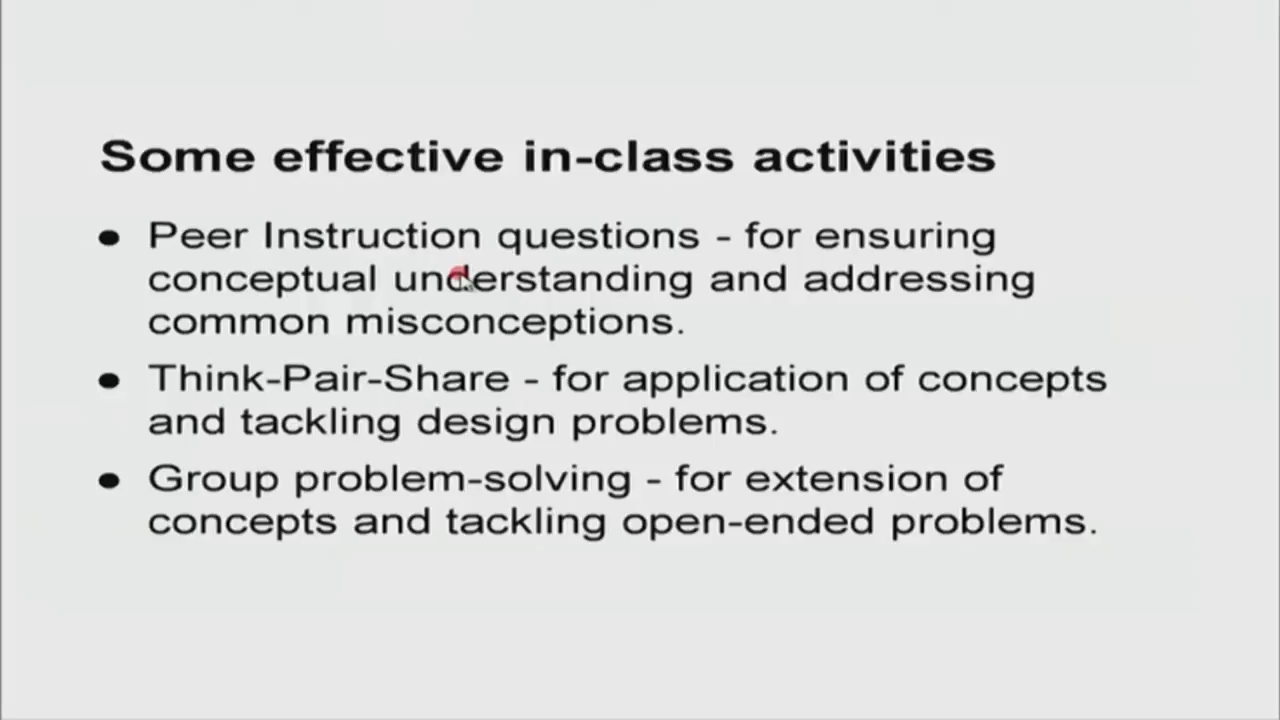 Some effective in-class activities
• Peer Instruction questions - for ensuring
conceptual understanding and addressing
common misconceptions.
• Think-Pair-Share - for application of concepts
and tackling design problems.
• Group problem-solving - for extension of
concepts and tackling open-ended problems.